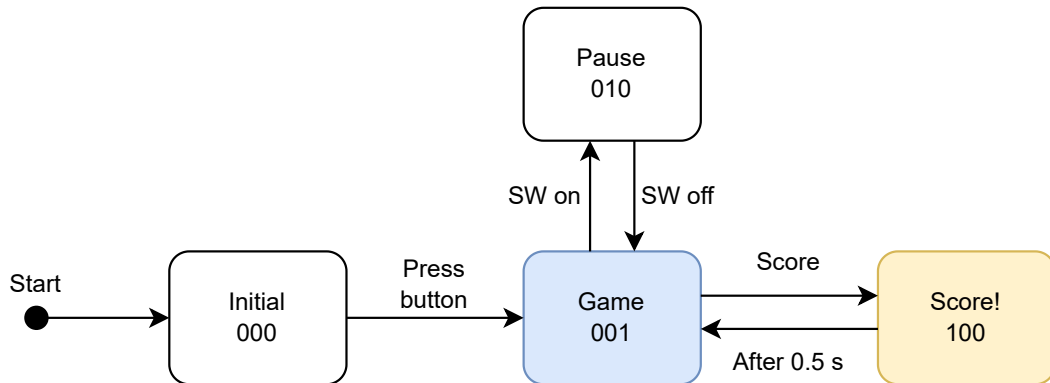 Pause
010
SW on
SW off
Start
Initial
000
Press
button
Game
001
Score
After 0.5 s
Score!
100